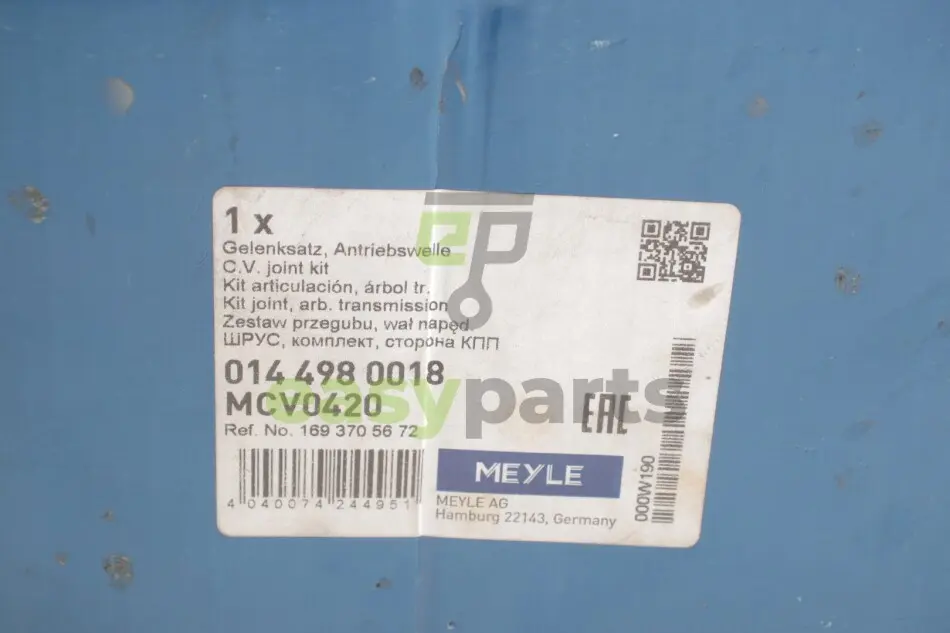 1 x
Gelenksatz, Antriebswelle
C.V. joint kit
Kit articulación, árbol tr.
Kit joint, arb. transmission
Zestaw przegubu, wał napęd.
ШРУС, комплект, сторона КПП
014 498 0018
MCV0420
Ref. No. 169 370 56 72
4 040074 244951
MEYLE
MEYLE AG
Hamburg 22143, Germany
EAC
000W190
ep
easyparts